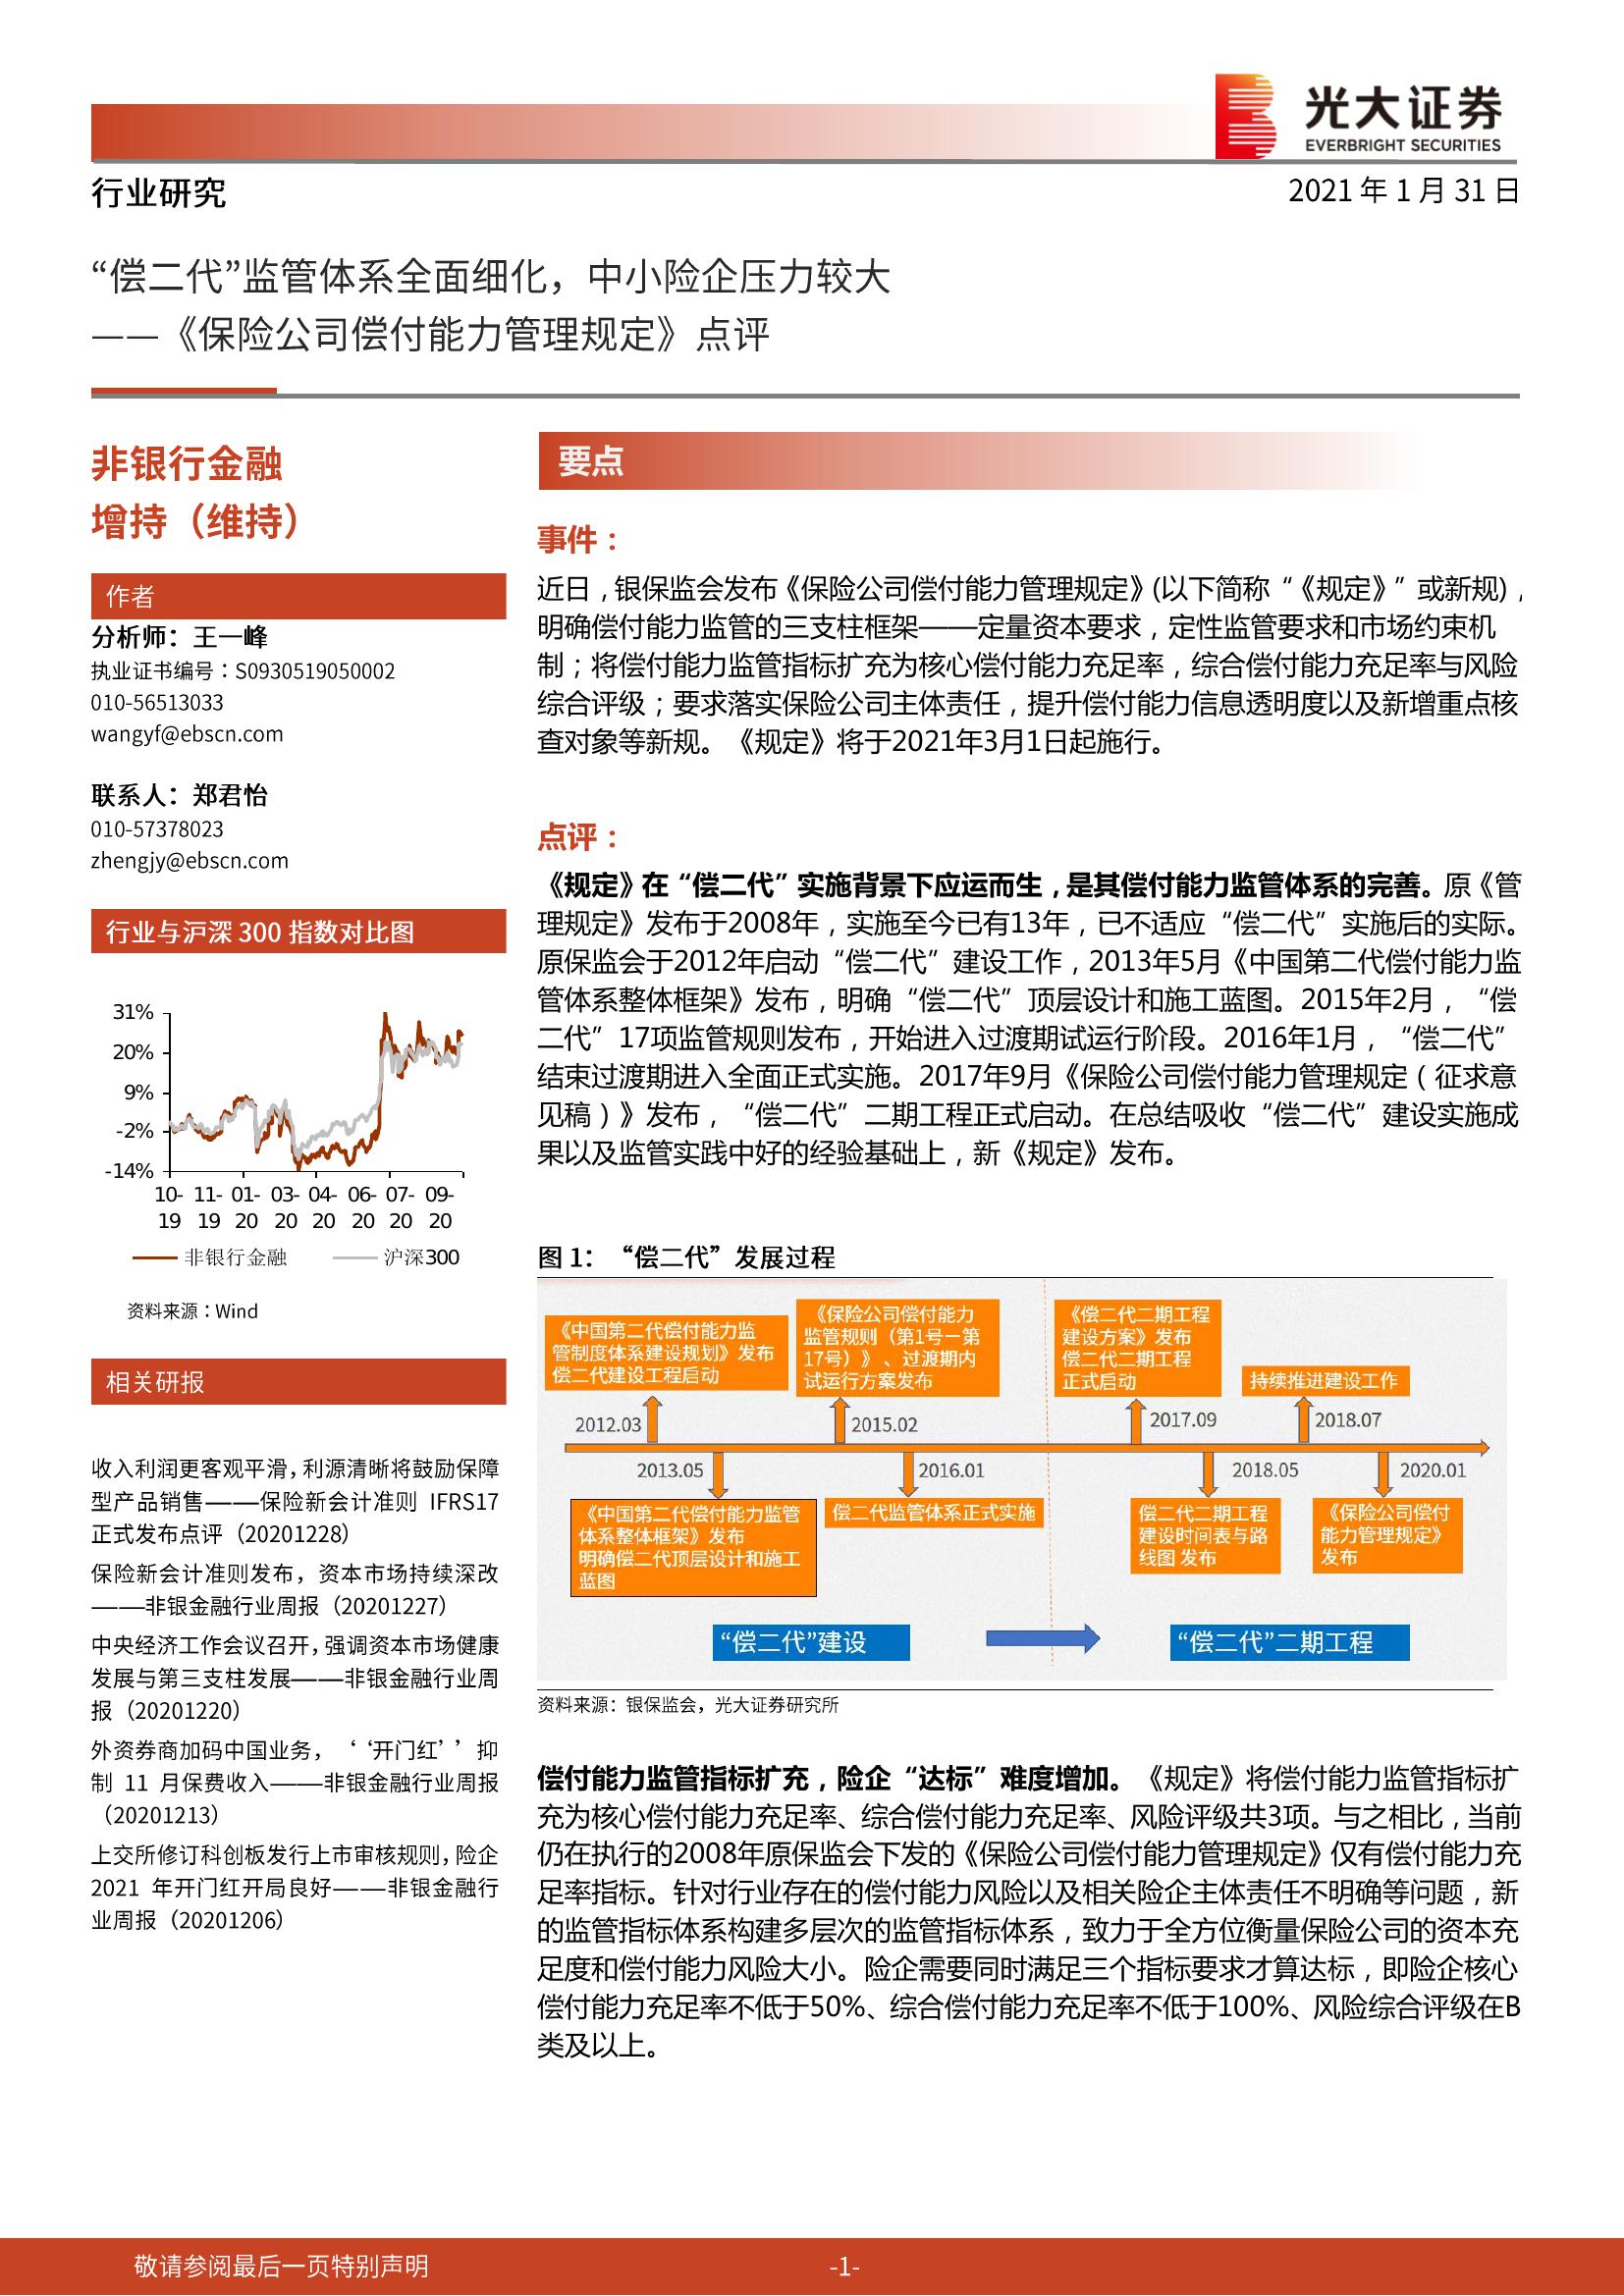 光大证券
EVERBRIGHT SECURITIES
行业研究
2021 年 1 月 31 日
“偿二代”监管体系全面细化，中小险企压力较大
——《保险公司偿付能力管理规定》点评
非银行金融
增持（维持）
作者
分析师：王一峰
执业证书编号：S0930519050002
010-56513033
wangyf@ebscn.com
联系人：郑君怡
010-57378023
zhengjy@ebscn.com
行业与沪深 300 指数对比图
31%
20%
9%
-2%
-14%
10- 11- 01- 03- 04- 06- 07- 09-
19 19 20 20 20 20 20 20
非银行金融 沪深300
资料来源：Wind
相关研报
收入利润更客观平滑，利源清晰将鼓励保障
型产品销售——保险新会计准则 IFRS17
正式发布点评（20201228）
保险新会计准则发布，资本市场持续深改
——非银金融行业周报（20201227）
中央经济工作会议召开，强调资本市场健康
发展与第三支柱发展——非银金融行业周
报（20201220）
外资券商加码中国业务，‘‘开门红’’抑
制 11 月保费收入——非银金融行业周报
（20201213）
上交所修订科创板发行上市审核规则，险企
2021 年开门红开局良好——非银金融行
业周报（20201206）
要点
事件：
近日，银保监会发布《保险公司偿付能力管理规定》(以下简称“《规定》”或新规)，
明确偿付能力监管的三支柱框架——定量资本要求，定性监管要求和市场约束机
制；将偿付能力监管指标扩充为核心偿付能力充足率，综合偿付能力充足率与风险
综合评级；要求落实保险公司主体责任，提升偿付能力信息透明度以及新增重点核
查对象等新规。《规定》将于2021年3月1日起施行。
点评：
《规定》在“偿二代”实施背景下应运而生，是其偿付能力监管体系的完善。原《管
理规定》发布于2008年，实施至今已有13年，已不适应“偿二代”实施后的实际。
原保监会于2012年启动“偿二代”建设工作，2013年5月《中国第二代偿付能力监
管体系整体框架》发布，明确“偿二代”顶层设计和施工蓝图。2015年2月，“偿
二代”17项监管规则发布，开始进入过渡期试运行阶段。2016年1月，“偿二代”
结束过渡期进入全面正式实施。2017年9月《保险公司偿付能力管理规定（征求意
见稿）》发布，“偿二代”二期工程正式启动。在总结吸收“偿二代”建设实施成
果以及监管实践中好的经验基础上，新《规定》发布。
图 1：“偿二代”发展过程
《中国第二代偿付能力监
管制度体系建设规划》发布
偿二代建设工程启动
《保险公司偿付能力
监管规则（第1号－第
17号）》、过渡期内
试运行方案发布
《偿二代二期工程
建设方案》发布
偿二代二期工程
正式启动
持续推进建设工作
2012.03
2015.02
2017.09
2018.07
2013.05
2016.01
2018.05
2020.01
《中国第二代偿付能力监管
体系整体框架》发布
明确偿二代顶层设计和施工
蓝图
偿二代监管体系正式实施
偿二代二期工程
建设时间表与路
线图 发布
《保险公司偿付
能力管理规定》
发布
“偿二代”建设
“偿二代”二期工程
资料来源：银保监会，光大证券研究所
偿付能力监管指标扩充，险企“达标”难度增加。《规定》将偿付能力监管指标扩
充为核心偿付能力充足率、综合偿付能力充足率、风险评级共3项。与之相比，当前
仍在执行的2008年原保监会下发的《保险公司偿付能力管理规定》仅有偿付能力充
足率指标。针对行业存在的偿付能力风险以及相关险企主体责任不明确等问题，新
的监管指标体系构建多层次的监管指标体系，致力于全方位衡量保险公司的资本充
足度和偿付能力风险大小。险企需要同时满足三个指标要求才算达标，即险企核心
偿付能力充足率不低于50%、综合偿付能力充足率不低于100%、风险综合评级在B
类及以上。
敬请参阅最后一页特别声明
-1-